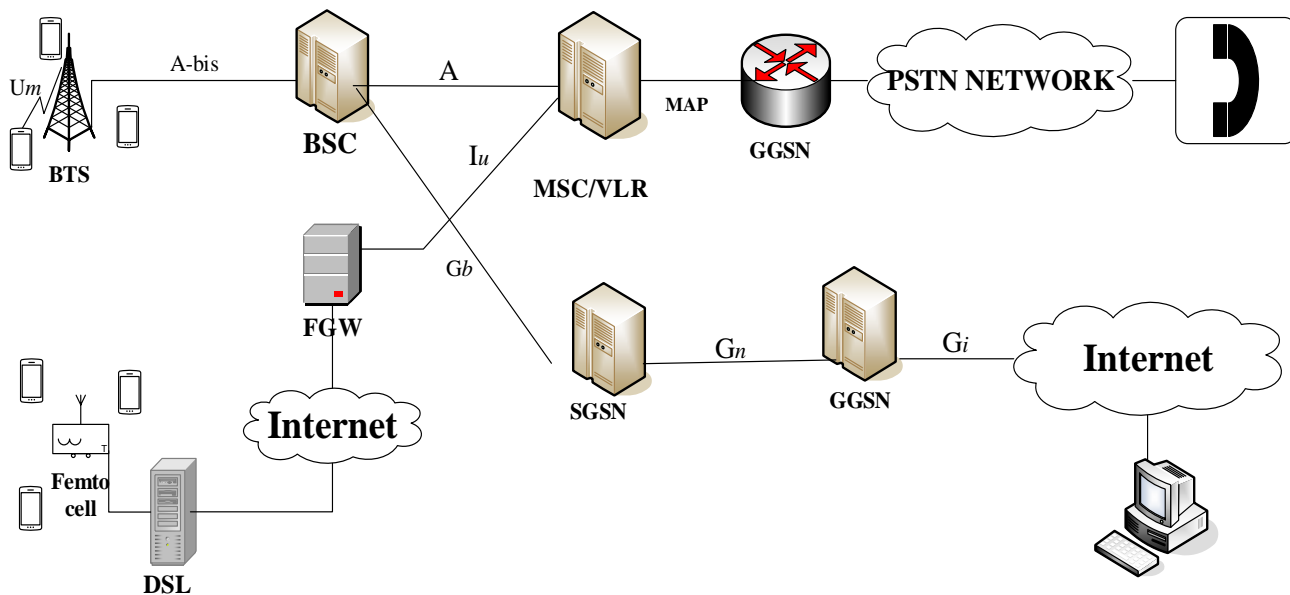 A-bis
Um
BTS
BSC
A
MSC/VLR
MAP
GGSN
PSTN NETWORK
Iu
Gb
FGW
SGSN
Gn
GGSN
Gi
Internet
Internet
T
Femto
cell
DSL